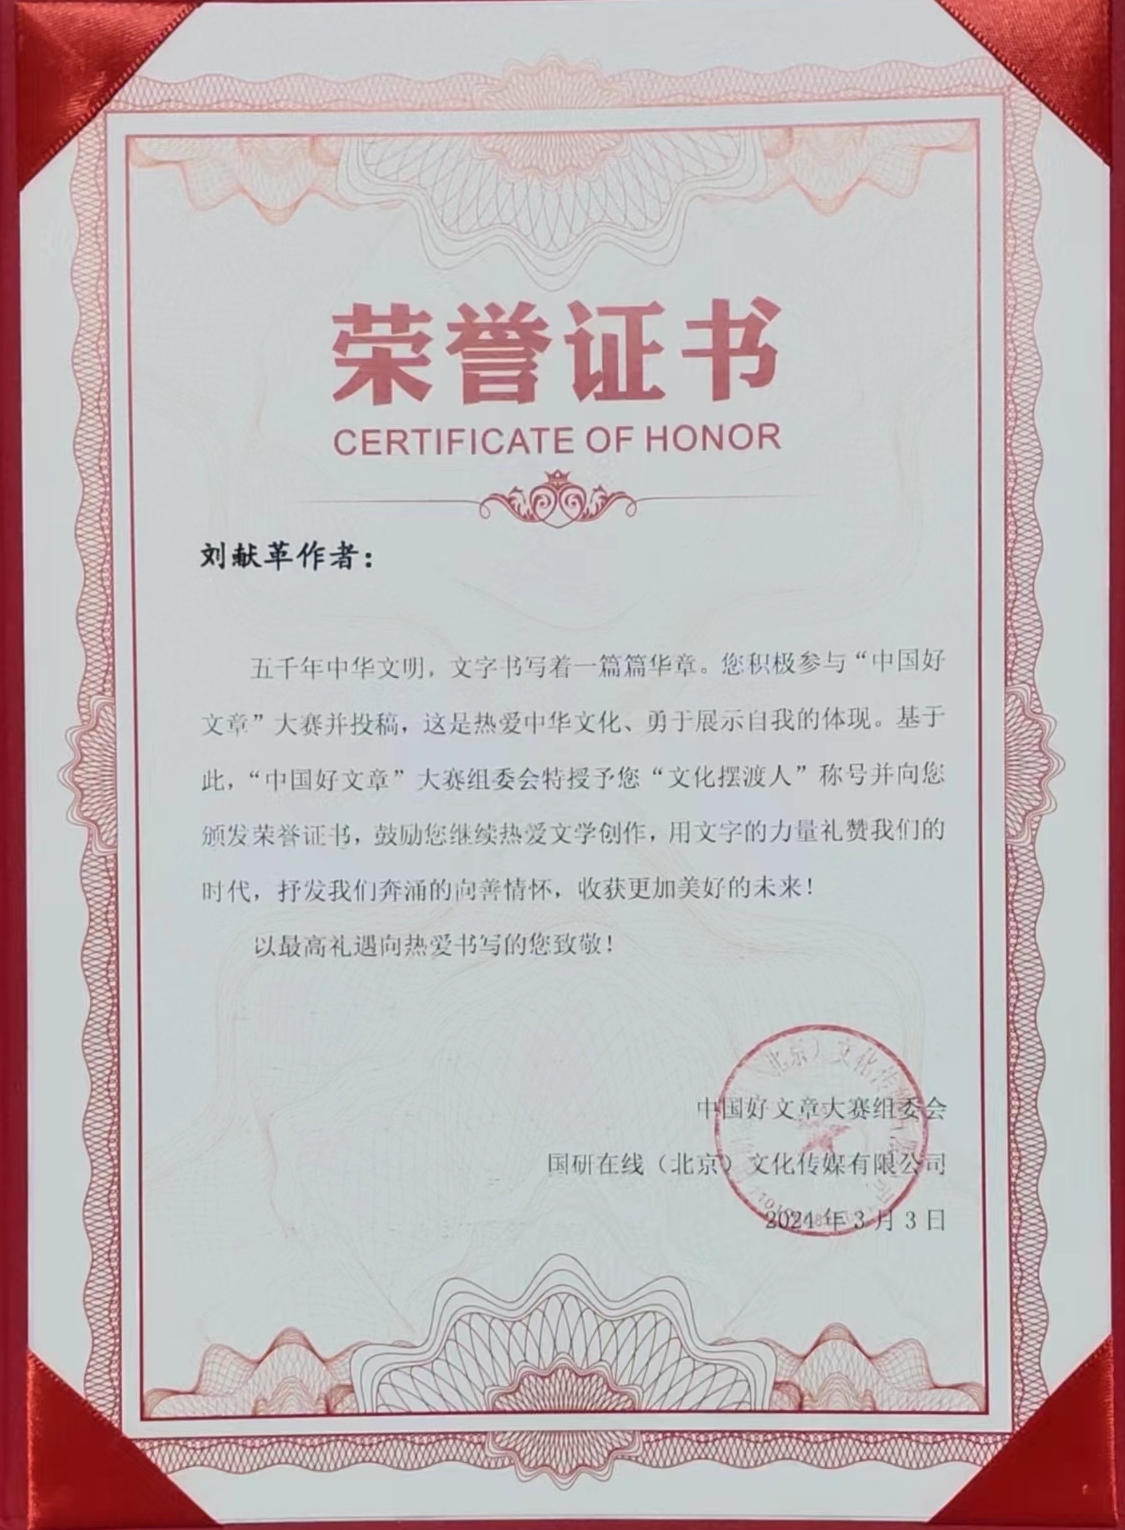 荣誉证书
CERTIFICATE OF HONOR
刘献革作者：
五千年中华文明，文字书写着一篇篇华章。您积极参与“中国好
文章”大赛并投稿，这是热爱中华文化、勇于展示自我的体现。基于
此，“中国好文章”大赛组委会特授予您“文化摆渡人”称号并向您
颁发荣誉证书，鼓励您继续热爱文学创作，用文字的力量礼赞我们的
时代，抒发我们奔涌的向善情怀，收获更加美好的未来！
以最高礼遇向热爱书写的您致敬！
（北京）文化传
中国好文章大赛组委会
国研在线（北京）文化传媒有限公司
2024 年 3 月 3 日